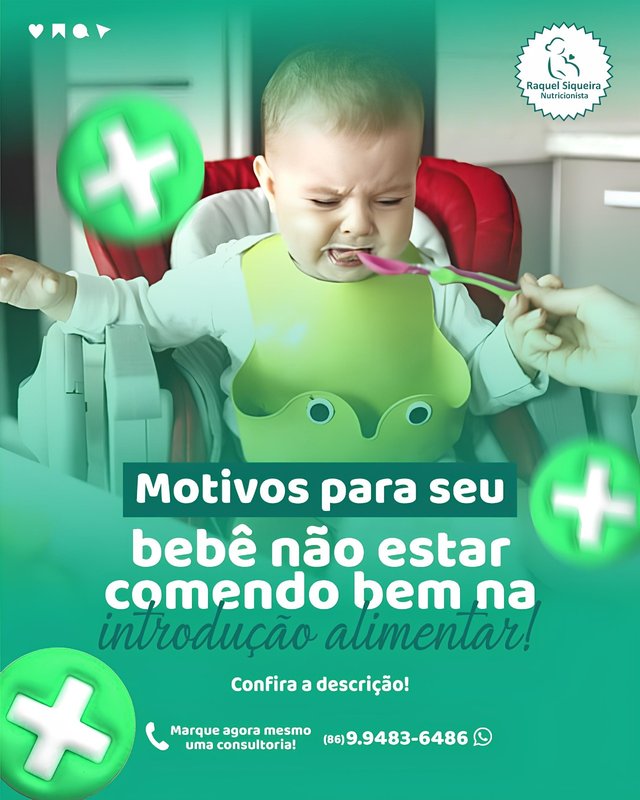 Raquel Siqueira
Nutricionista
Motivos para seu
bebê não estar
comendo bem na
introdução alimentar!
Confira a descrição!
Marque agora mesmo
uma consultoria!
(86)9.9483-6486